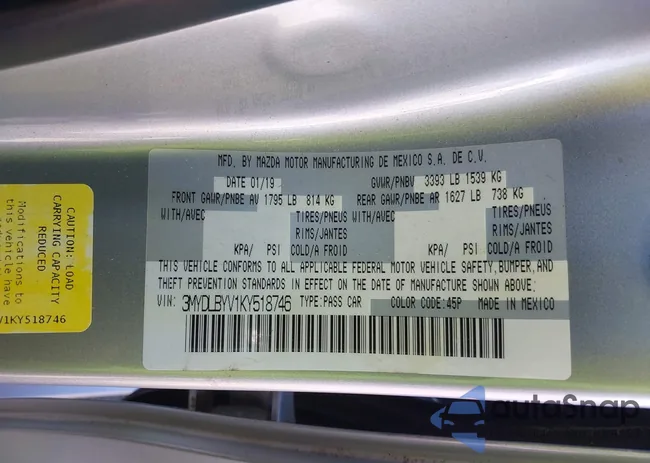 MFD. BY MAZDA MOTOR MANUFACTURING DE MEXICO S.A. DE C.V.
DATE 01/19 GVWR/PNBV 3393 LB 1539 KG
FRONT GAWR/PNBE AV 1795 LB 814 KG REAR GAWR/PNBE AR 1627 LB 738 KG
WITH/AVEC TIRES/PNEUS WITH/AVEC TIRES/PNEUS
RIMS/JANTES RIMS/JANTES
KPA/ PSI COLD/A FROID KPA/ PSI COLD/A FROID
THIS VEHICLE CONFORMS TO ALL APPLICABLE FEDERAL MOTOR VEHICLE SAFETY, BUMPER, AND
THEFT PREVENTION STANDARDS IN EFFECT ON THE DATE OF MANUFACTURE SHOWN ABOVE.
VIN: 3MYDLBYV1KY518746 TYPE: PASS CAR COLOR CODE: 45P MADE IN MEXICO
CAUTION: LOAD
CARRYING CAPACITY
REDUCED
Modifications to
this vehicle have
V1KY518746
autoSnap